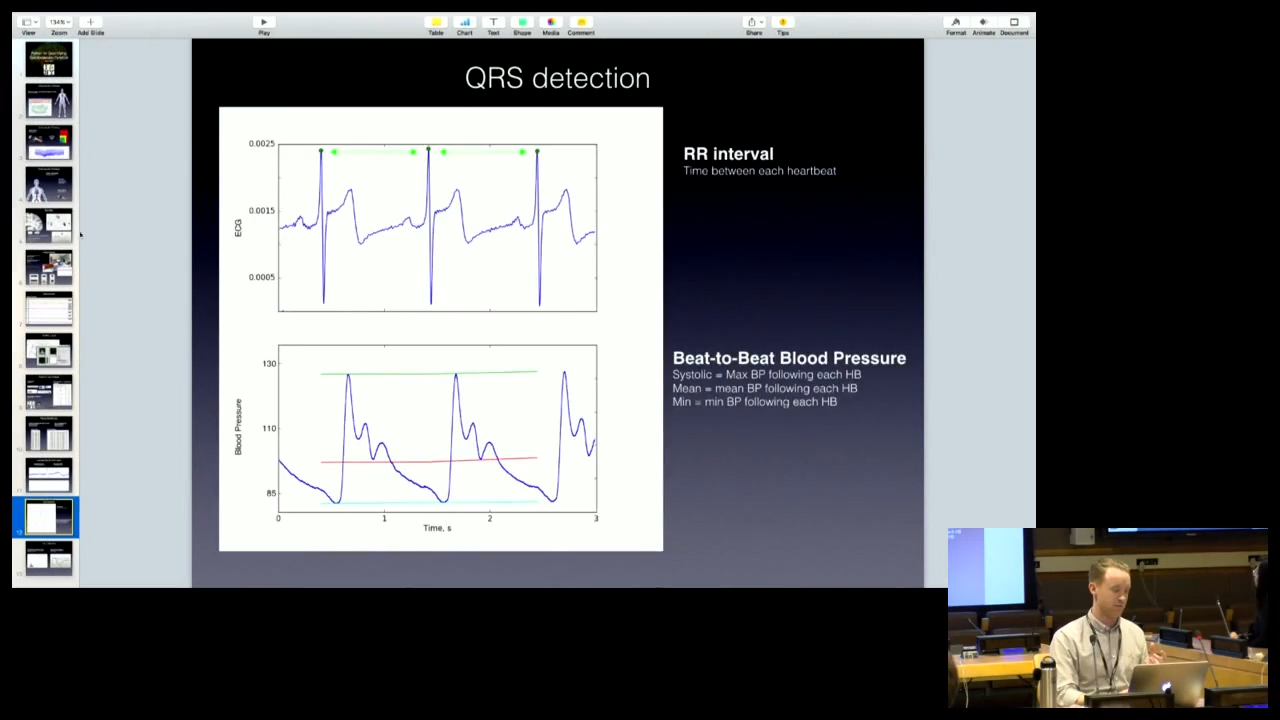 View
134%
Zoom
Add Slide
Play
Table
Chart
Text
Shape
Media
Comment
Share
Tips
Format
Animate
Document
QRS detection
0.0025
0.0015
0.0005
ECG
RR interval
Time between each heartbeat
130
110
85
Blood Pressure
0
1
2
3
Time, s
Beat-to-Beat Blood Pressure
Systolic = Max BP following each HB
Mean = mean BP following each HB
Min = min BP following each HB